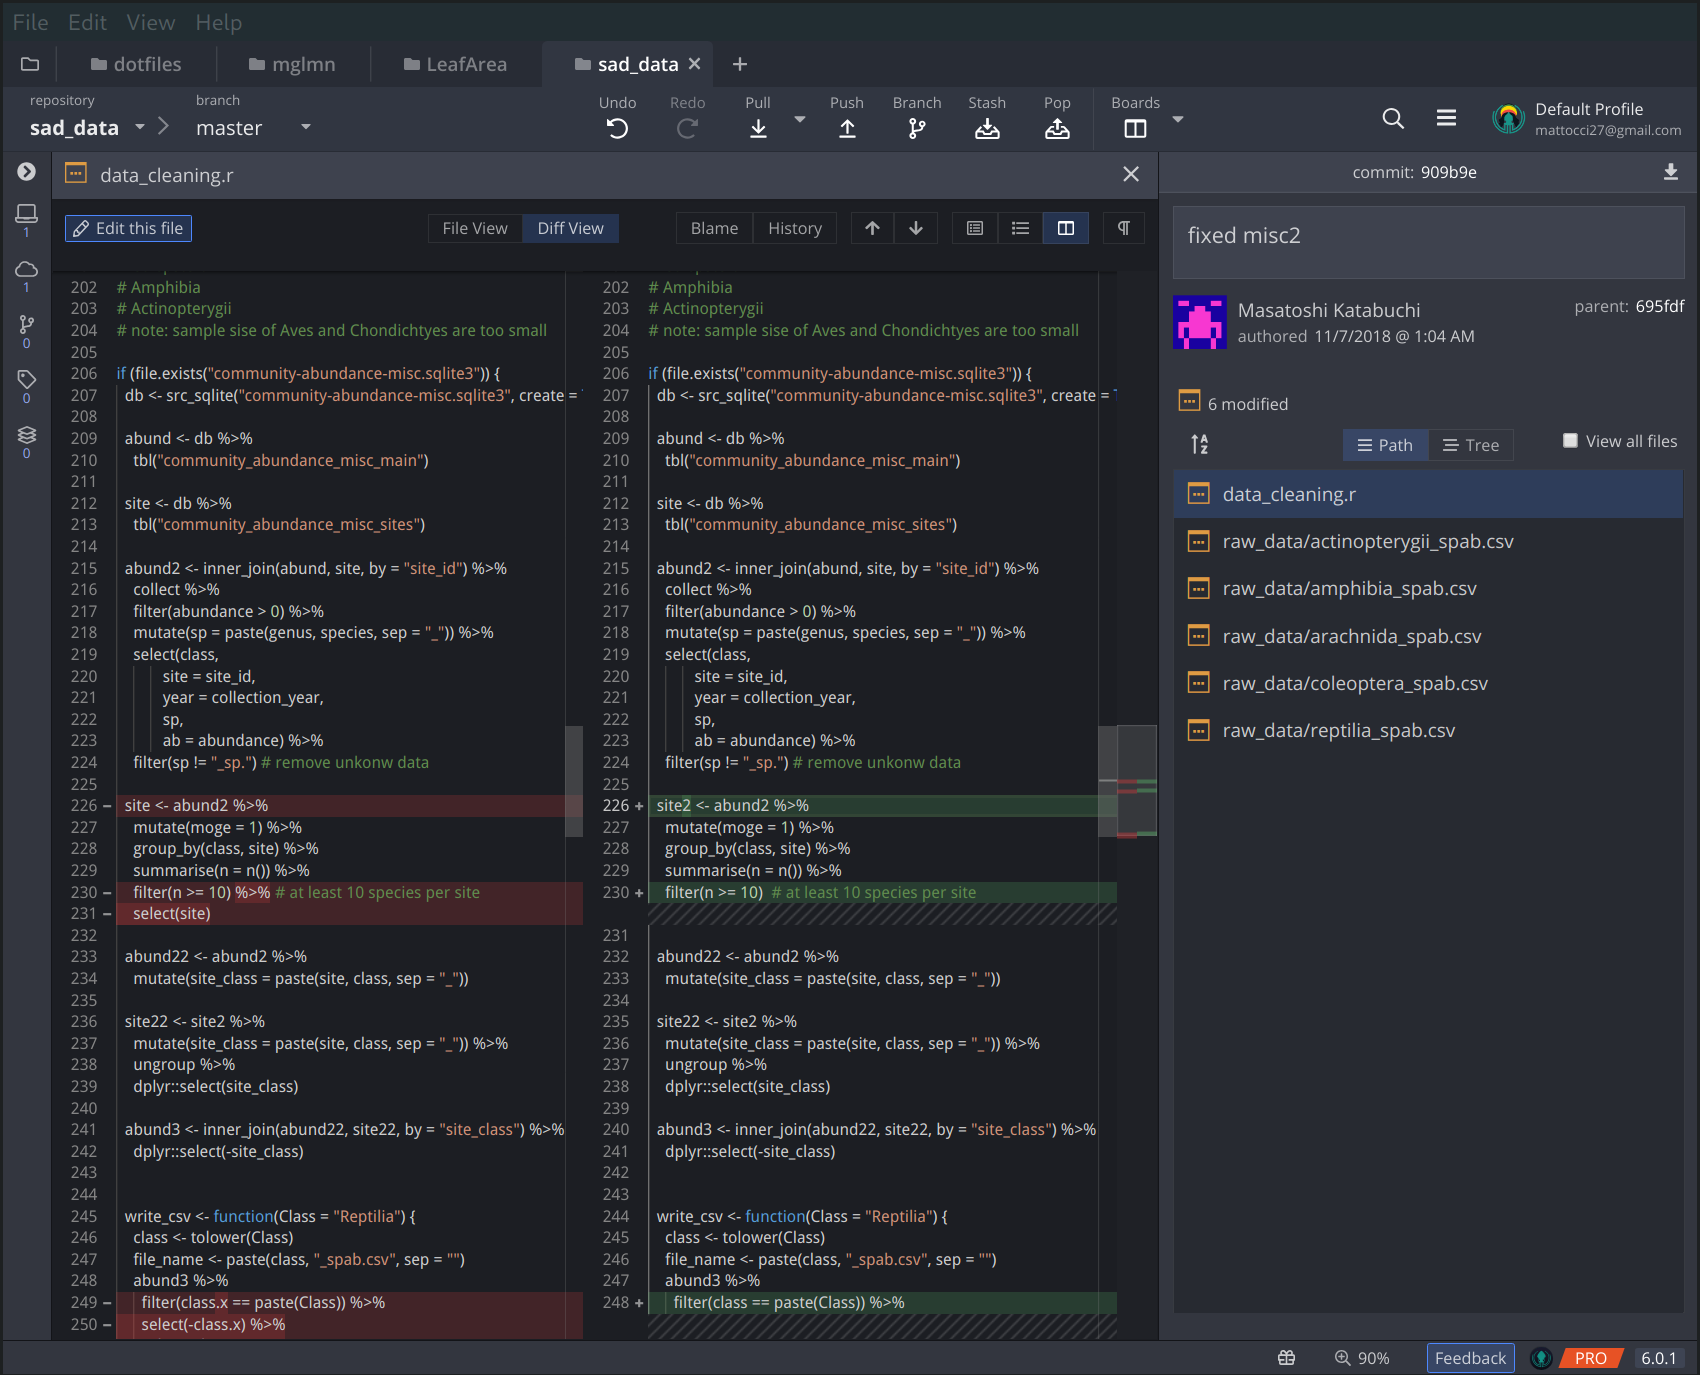 File Edit View Help
dotfiles mglmn LeafArea sad_data
repository branch
sad_data master
Undo Redo Pull Push Branch Stash Pop Boards
Default Profile
mattocci27@gmail.com
data_cleaning.r
Edit this file File View Diff View Blame History
202 # Amphibia
203 # Actinopterygii
204 # note: sample sise of Aves and Chondichtyes are too small
205
206 if (file.exists("community-abundance-misc.sqlite3")) {
207 db <- src_sqlite("community-abundance-misc.sqlite3", create =
208
209 abund <- db %>%
210 tbl("community_abundance_misc_main")
211
212 site <- db %>%
213 tbl("community_abundance_misc_sites")
214
215 abund2 <- inner_join(abund, site, by = "site_id") %>%
216 collect %>%
217 filter(abundance > 0) %>%
218 mutate(sp = paste(genus, species, sep = "_")) %>%
219 select(class,
220 site = site_id,
221 year = collection_year,
222 sp,
223 ab = abundance) %>%
224 filter(sp != "_sp.") # remove unkonw data
225
226 – site <- abund2 %>%
227 mutate(moge = 1) %>%
228 group_by(class, site) %>%
229 summarise(n = n()) %>%
230 – filter(n >= 10) %>% # at least 10 species per site
231 – select(site)
232
233 abund22 <- abund2 %>%
234 mutate(site_class = paste(site, class, sep = "_"))
235
236 site22 <- site2 %>%
237 mutate(site_class = paste(site, class, sep = "_")) %>%
238 ungroup %>%
239 dplyr::select(site_class)
240
241 abund3 <- inner_join(abund22, site22, by = "site_class") %>%
242 dplyr::select(-site_class)
243
244
245 write_csv <- function(Class = "Reptilia") {
246 class <- tolower(Class)
247 file_name <- paste(class, "_spab.csv", sep = "")
248 abund3 %>%
249 – filter(class.x == paste(Class)) %>%
250 – select(-class.x) %>%
202 # Amphibia
203 # Actinopterygii
204 # note: sample sise of Aves and Chondichtyes are too small
205
206 if (file.exists("community-abundance-misc.sqlite3")) {
207 db <- src_sqlite("community-abundance-misc.sqlite3", create =
208
209 abund <- db %>%
210 tbl("community_abundance_misc_main")
211
212 site <- db %>%
213 tbl("community_abundance_misc_sites")
214
215 abund2 <- inner_join(abund, site, by = "site_id") %>%
216 collect %>%
217 filter(abundance > 0) %>%
218 mutate(sp = paste(genus, species, sep = "_")) %>%
219 select(class,
220 site = site_id,
221 year = collection_year,
222 sp,
223 ab = abundance) %>%
224 filter(sp != "_sp.") # remove unkonw data
225
226 + site2 <- abund2 %>%
227 mutate(moge = 1) %>%
228 group_by(class, site) %>%
229 summarise(n = n()) %>%
230 + filter(n >= 10) # at least 10 species per site
231
232 abund22 <- abund2 %>%
233 mutate(site_class = paste(site, class, sep = "_"))
234
235 site22 <- site2 %>%
236 mutate(site_class = paste(site, class, sep = "_")) %>%
237 ungroup %>%
238 dplyr::select(site_class)
239
240 abund3 <- inner_join(abund22, site22, by = "site_class") %>%
241 dplyr::select(-site_class)
242
243
244 write_csv <- function(Class = "Reptilia") {
245 class <- tolower(Class)
246 file_name <- paste(class, "_spab.csv", sep = "")
247 abund3 %>%
248 + filter(class == paste(Class)) %>%
1
1
0
0
0
commit: 909b9e
fixed misc2
Masatoshi Katabuchi parent: 695fdf
authored 11/7/2018 @ 1:04 AM
6 modified
Path Tree View all files
data_cleaning.r
raw_data/actinopterygii_spab.csv
raw_data/amphibia_spab.csv
raw_data/arachnida_spab.csv
raw_data/coleoptera_spab.csv
raw_data/reptilia_spab.csv
90% Feedback PRO 6.0.1